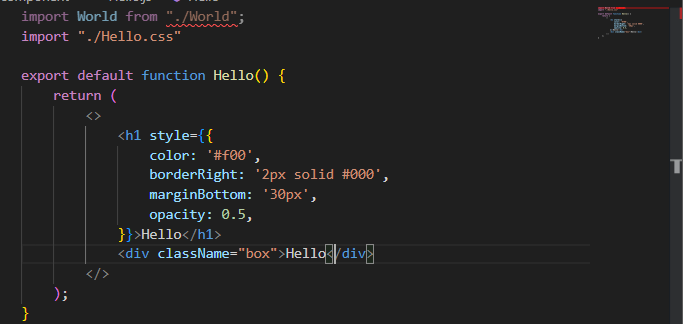 import World from "./World";
import "./Hello.css"
export default function Hello() {
    return (
        <>
            <h1 style={{
                color: '#f00',
                borderRight: '2px solid #000',
                marginBottom: '30px',
                opacity: 0.5,
            }}>Hello</h1>
            <div className="box">Hello</div>
        </>
    );
}